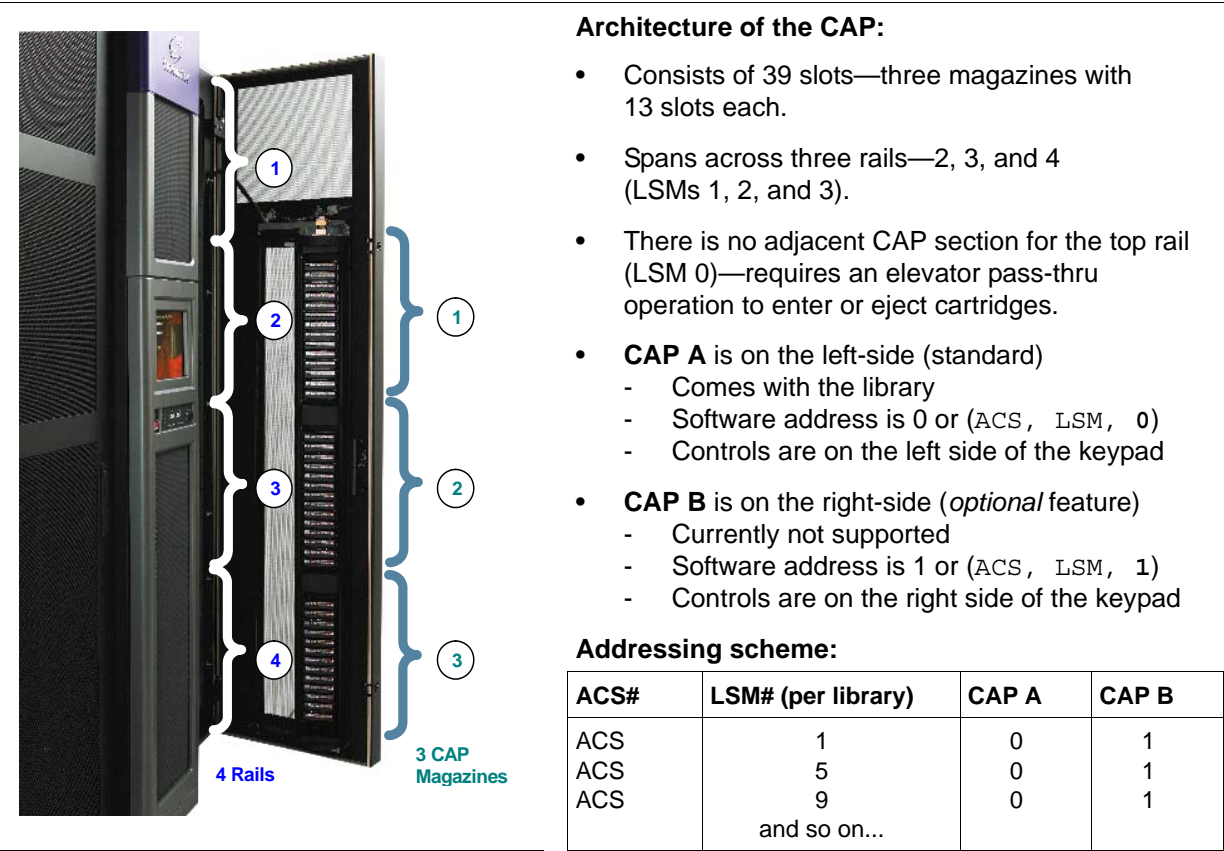 1
2
3
4
1
2
3
4 Rails
3 CAP
Magazines
Architecture of the CAP:
• Consists of 39 slots—three magazines with
13 slots each.
• Spans across three rails—2, 3, and 4
(LSMs 1, 2, and 3).
• There is no adjacent CAP section for the top rail
(LSM 0)—requires an elevator pass-thru
operation to enter or eject cartridges.
• CAP A is on the left-side (standard)
- Comes with the library
- Software address is 0 or (ACS, LSM, 0)
- Controls are on the left side of the keypad
• CAP B is on the right-side (optional feature)
- Currently not supported
- Software address is 1 or (ACS, LSM, 1)
- Controls are on the right side of the keypad
Addressing scheme:
ACS# LSM# (per library) CAP A CAP B
ACS 1 0 1
ACS 5 0 1
ACS 9 0 1
and so on...